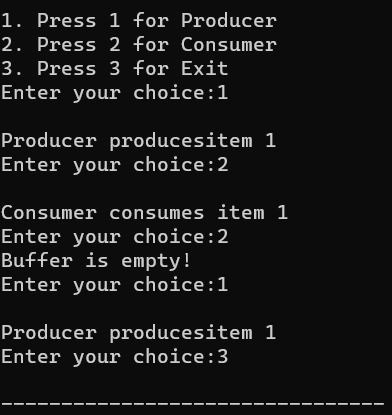 1. Press 1 for Producer
2. Press 2 for Consumer
3. Press 3 for Exit
Enter your choice:1
Producer producesitem 1
Enter your choice:2
Consumer consumes item 1
Enter your choice:2
Buffer is empty!
Enter your choice:1
Producer producesitem 1
Enter your choice:3
--------------------------------